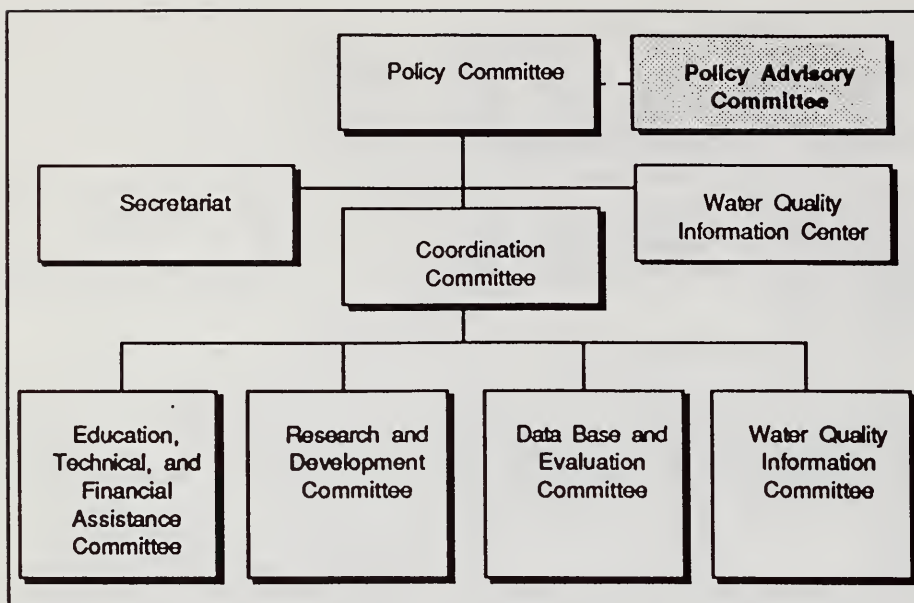 Policy Committee
Policy Advisory
Committee
Secretariat
Water Quality
Information Center
Coordination
Committee
Education,
Technical, and
Financial
Assistance
Committee
Research and
Development
Committee
Data Base and
Evaluation
Committee
Water Quality
Information
Committee